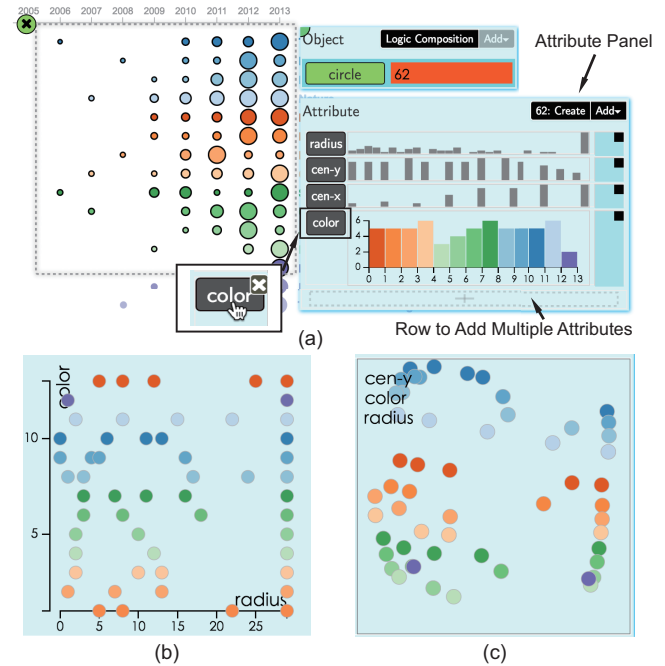 2005 2006 2007 2008 2009 2010 2011 2012 2013
Object
Logic Composition Add
circle 62
Attribute Panel
Attribute
62: Create Add
radius
cen-y
cen-x
color
6
4
2
0
0 1 2 3 4 5 6 7 8 9 10 11 12 13
color
+
(a)
Row to Add Multiple Attributes
color
10
5
radius
0 5 10 15 20 25
(b)
cen-y
color
radius
(c)